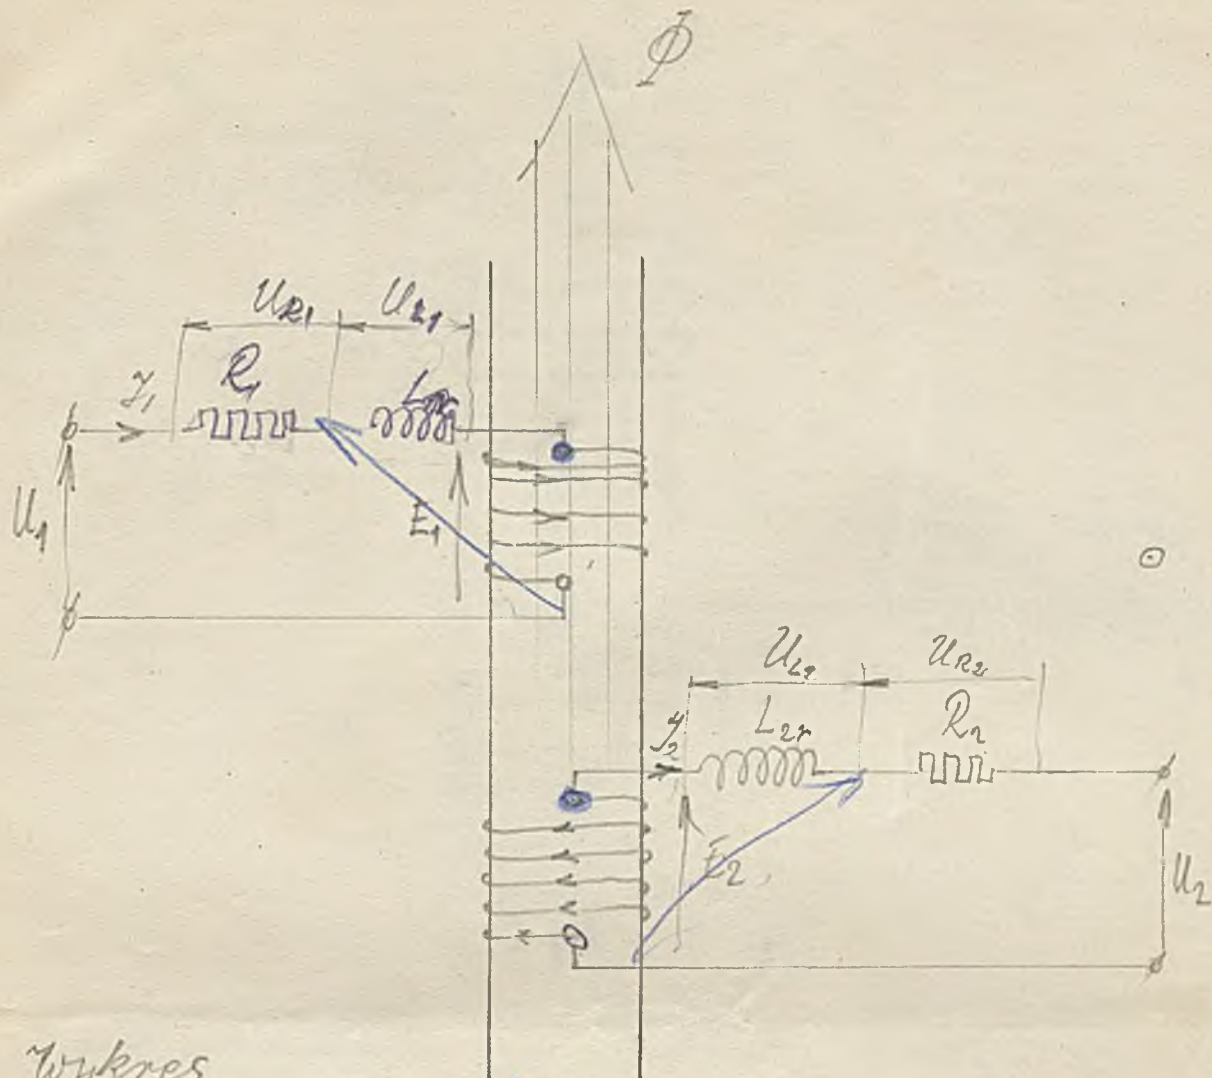 Φ
U_R1 U_L1
R_1
I_1
U_1
E_1
U_L2 U_R2
I_2 L_2r R_2
E_2
U_2
Wykres